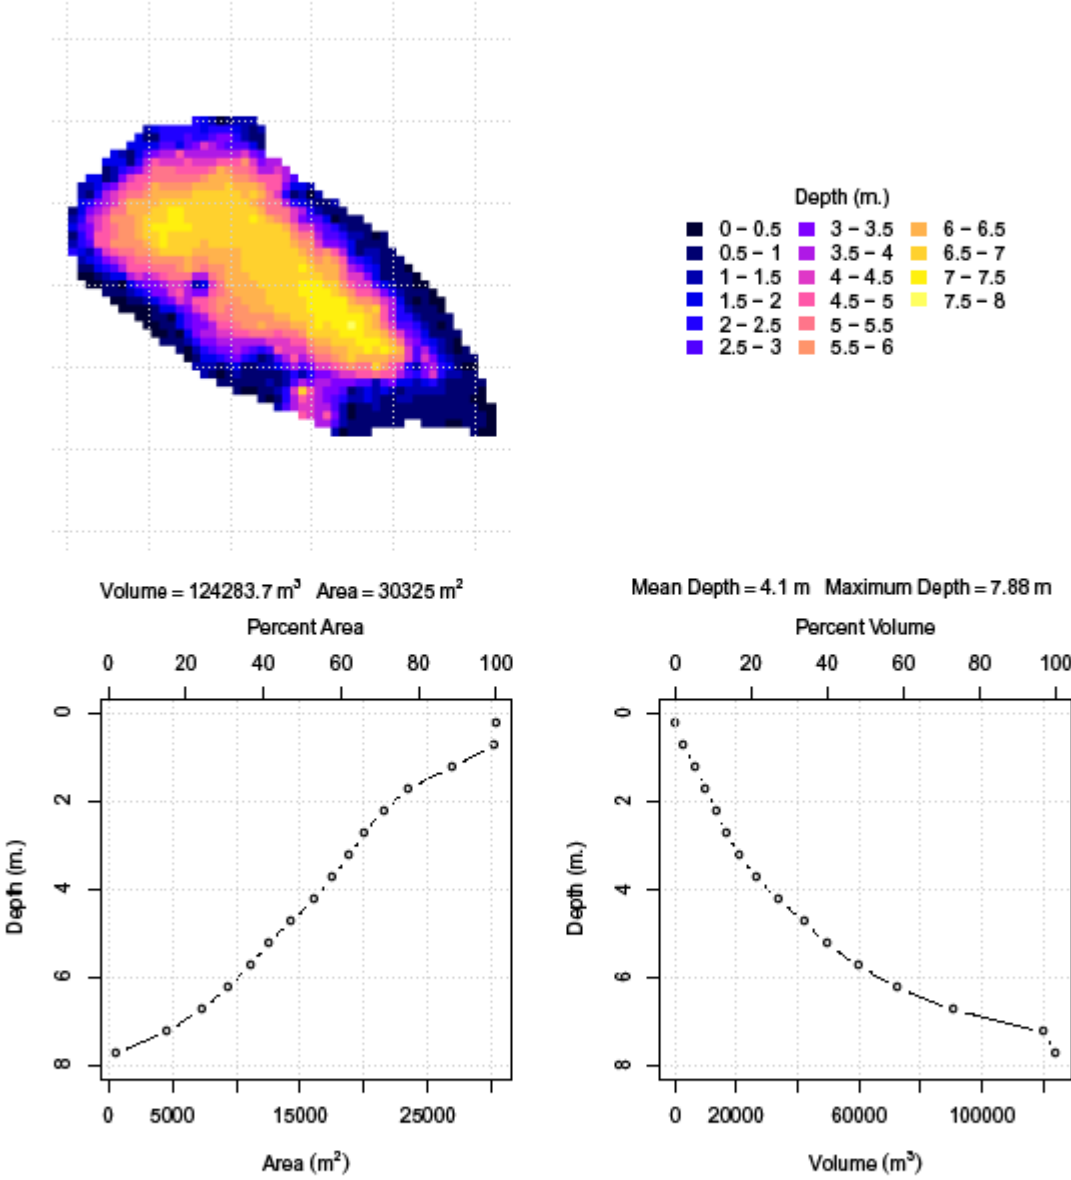 Depth (m.)
0 – 0.5 3 – 3.5 6 – 6.5
0.5 – 1 3.5 – 4 6.5 – 7
1 – 1.5 4 – 4.5 7 – 7.5
1.5 – 2 4.5 – 5 7.5 – 8
2 – 2.5 5 – 5.5
2.5 – 3 5.5 – 6
Volume = 124283.7 m³ Area = 30325 m²
Percent Area
0 20 40 60 80 100
0
2
4
6
8
Depth (m.)
0 5000 15000 25000
Area (m²)
Mean Depth = 4.1 m Maximum Depth = 7.88 m
Percent Volume
0 20 40 60 80 100
0
2
4
6
8
Depth (m.)
0 20000 60000 100000
Volume (m³)